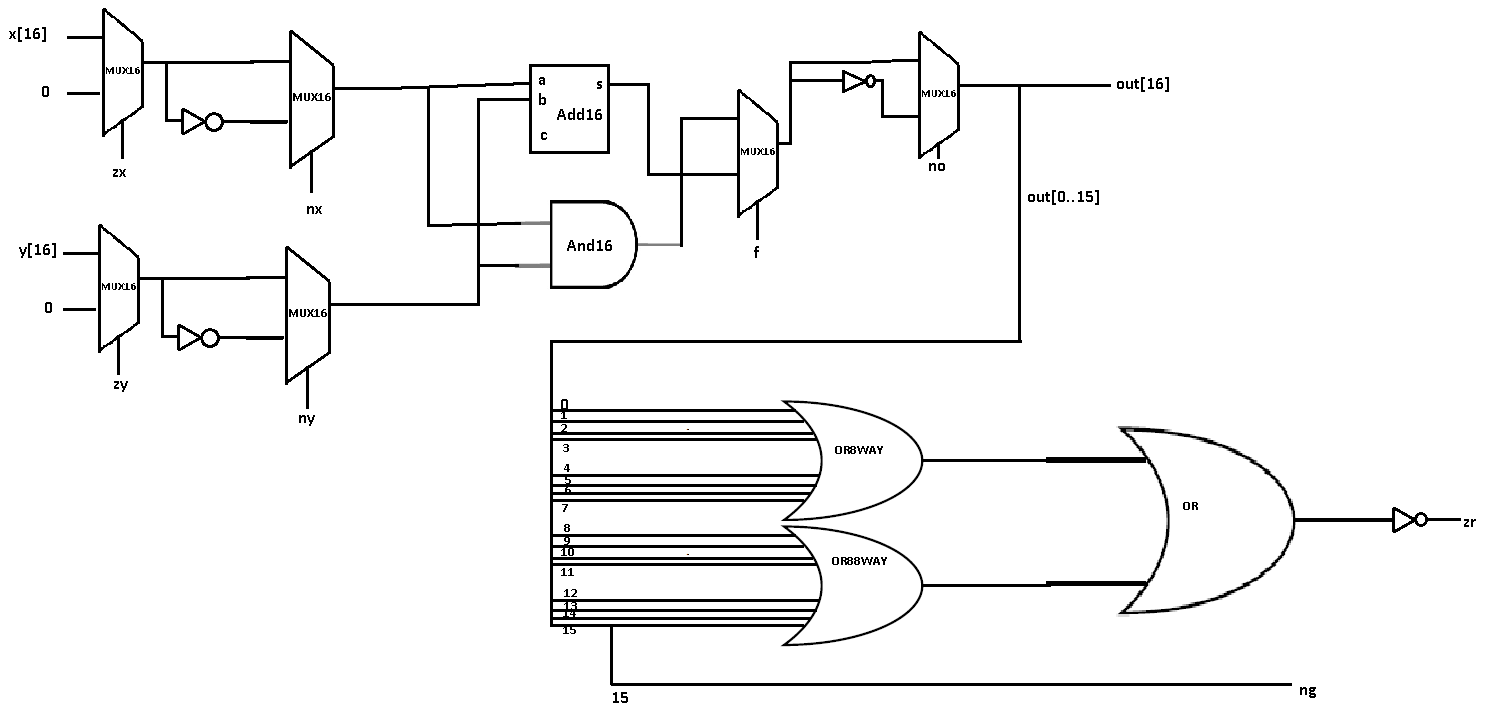 x[16]
0
MUX16
zx
MUX16
nx
y[16]
0
MUX16
zy
MUX16
ny
a
b
c
s
Add16
And16
MUX16
f
MUX16
no
out[16]
out[0..15]
0
1
2
3
4
5
6
7
8
9
10
11
12
13
14
15
OR8WAY
OR88WAY
OR
zr
15
ng